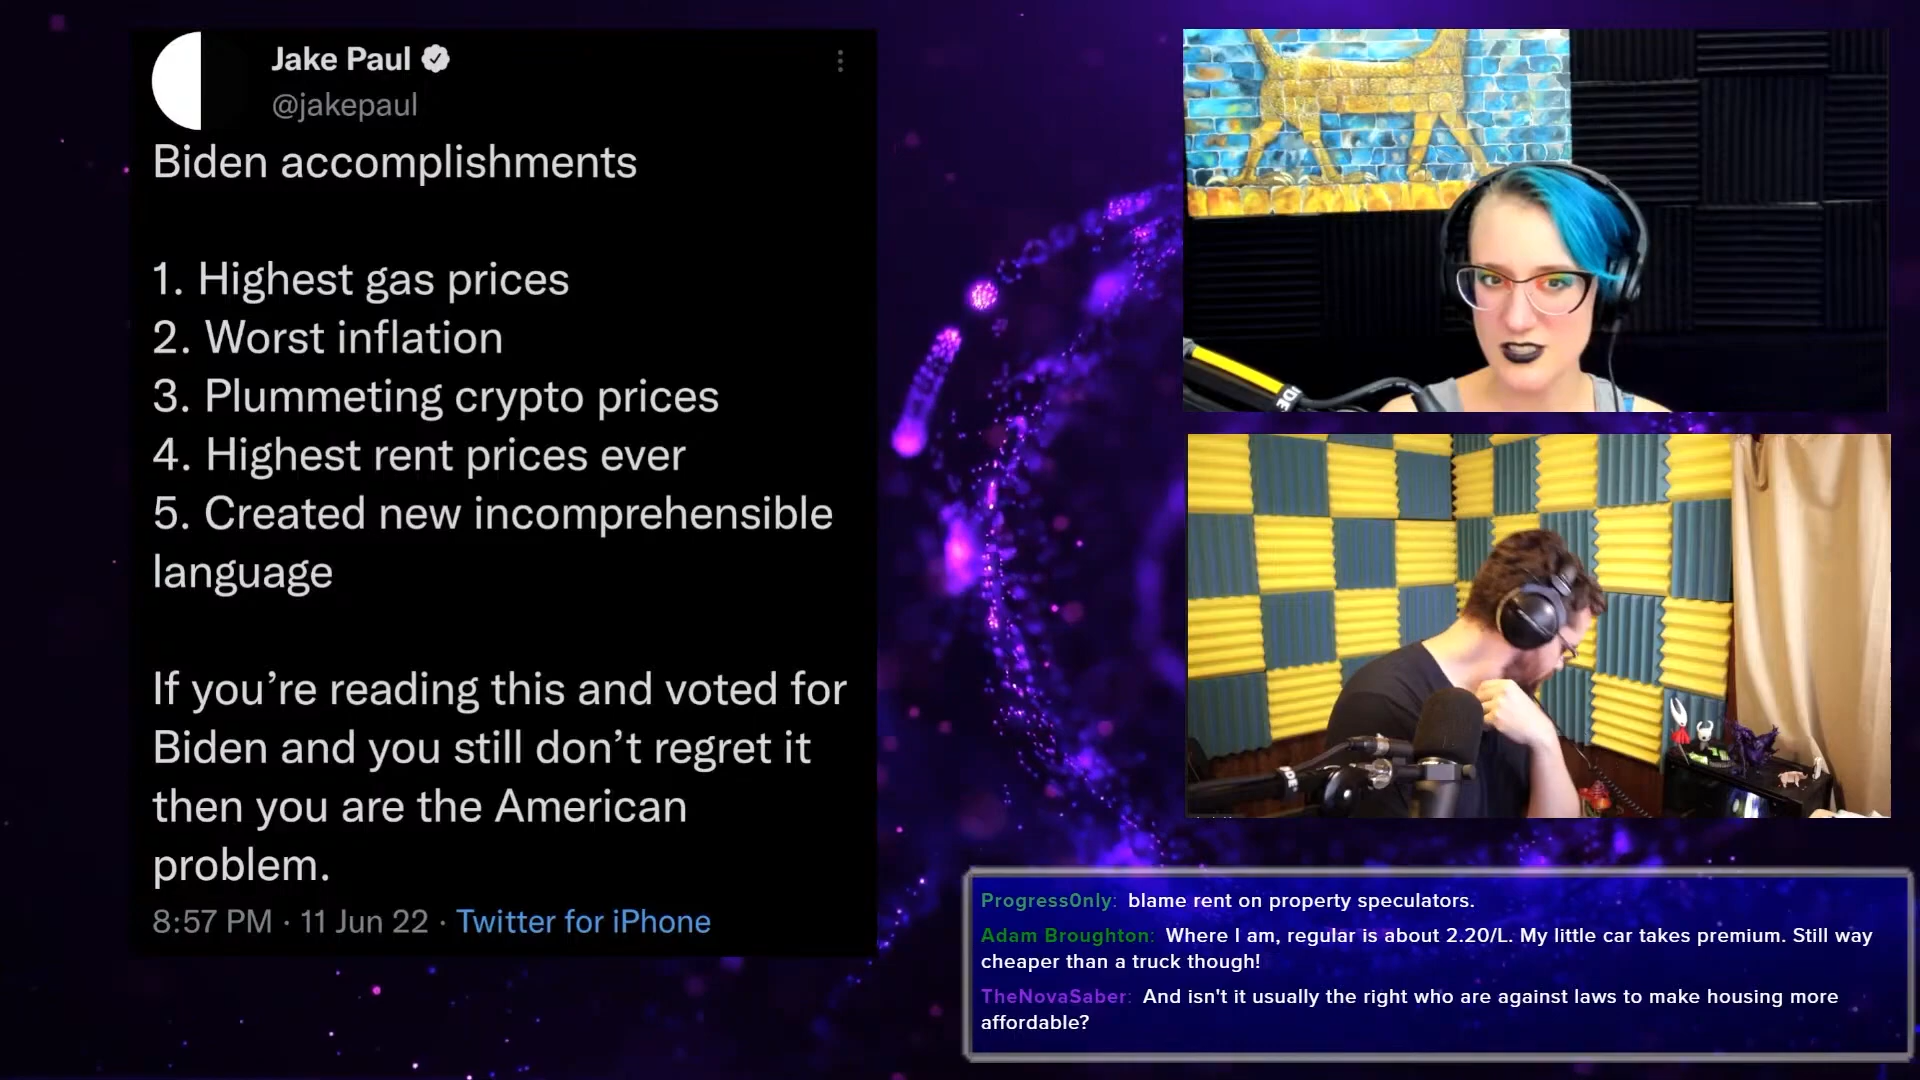 Jake Paul
@jakepaul
Biden accomplishments
1. Highest gas prices
2. Worst inflation
3. Plummeting crypto prices
4. Highest rent prices ever
5. Created new incomprehensible
language
If you’re reading this and voted for
Biden and you still don’t regret it
then you are the American
problem.
8:57 PM · 11 Jun 22 · Twitter for iPhone
ProgressOnly: blame rent on property speculators.
Adam Broughton: Where I am, regular is about 2.20/L. My little car takes premium. Still way
cheaper than a truck though!
TheNovaSaber: And isn't it usually the right who are against laws to make housing more
affordable?